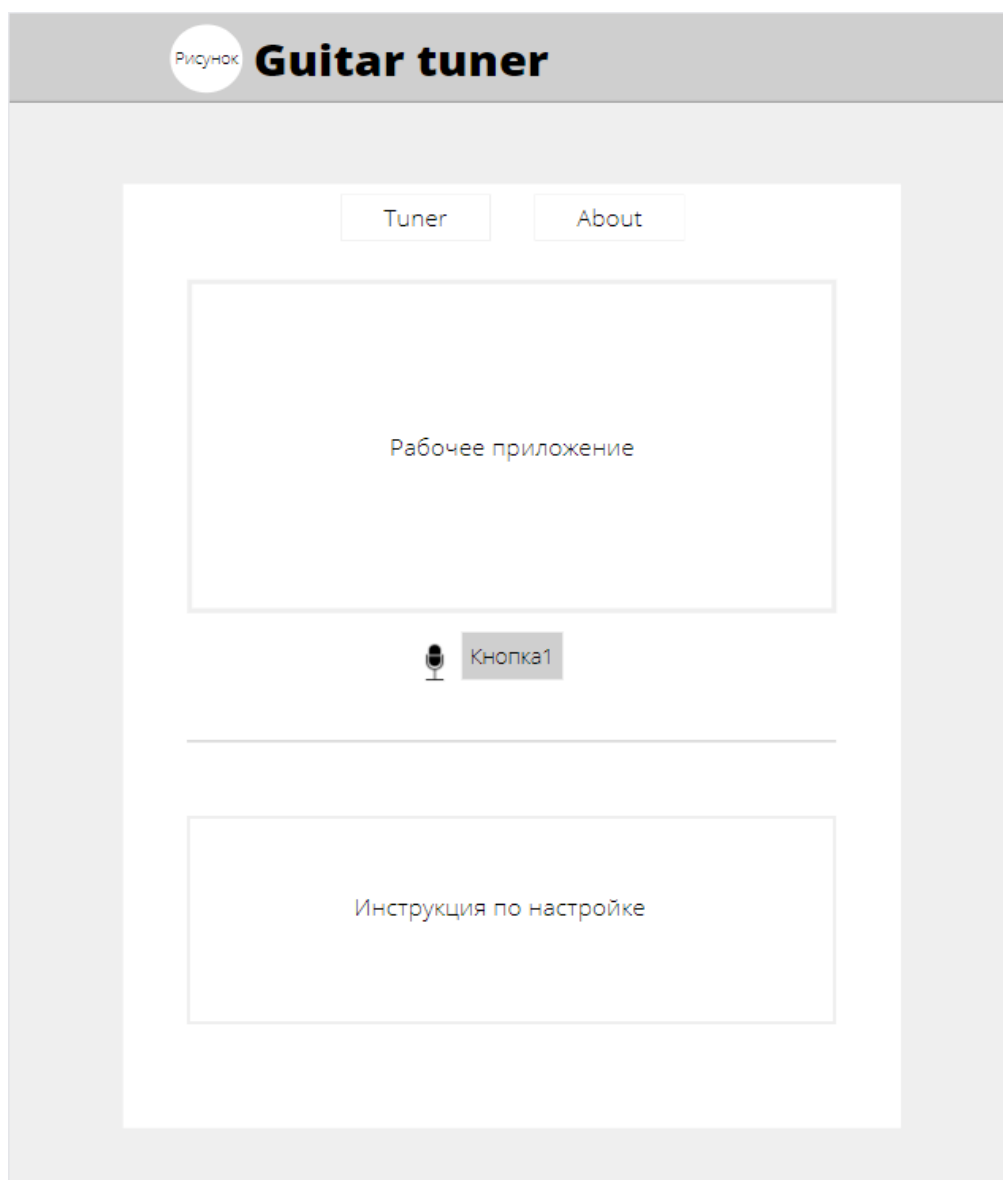 Рисунок
Guitar tuner
Tuner About
Рабочее приложение
Кнопка1
Инструкция по настройке